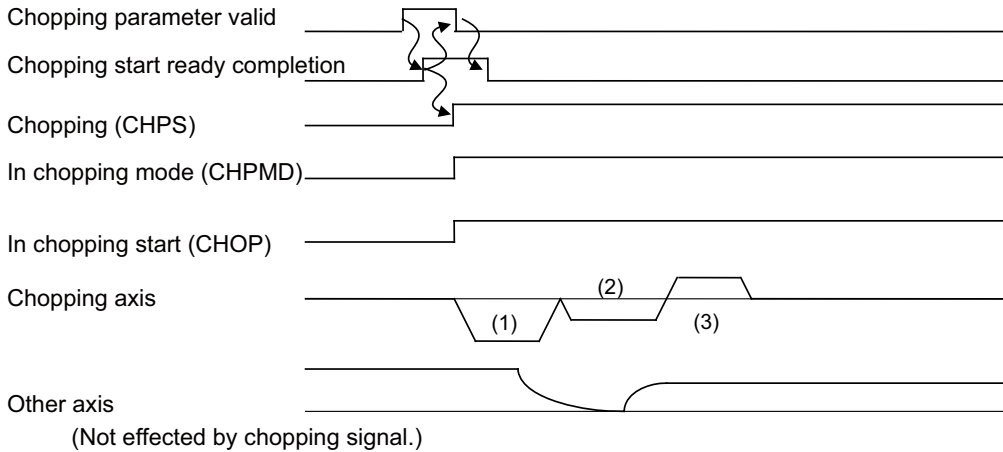 Chopping parameter valid
Chopping start ready completion
Chopping (CHPS)
In chopping mode (CHPMD)
In chopping start (CHOP)
Chopping axis
(1)
(2)
(3)
Other axis
(Not effected by chopping signal.)